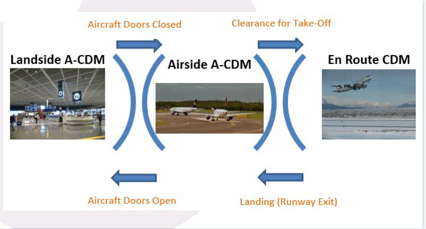 Aircraft Doors Closed
Clearance for Take-Off
Landside A-CDM
Airside A-CDM
En Route CDM
Aircraft Doors Open
Landing (Runway Exit)